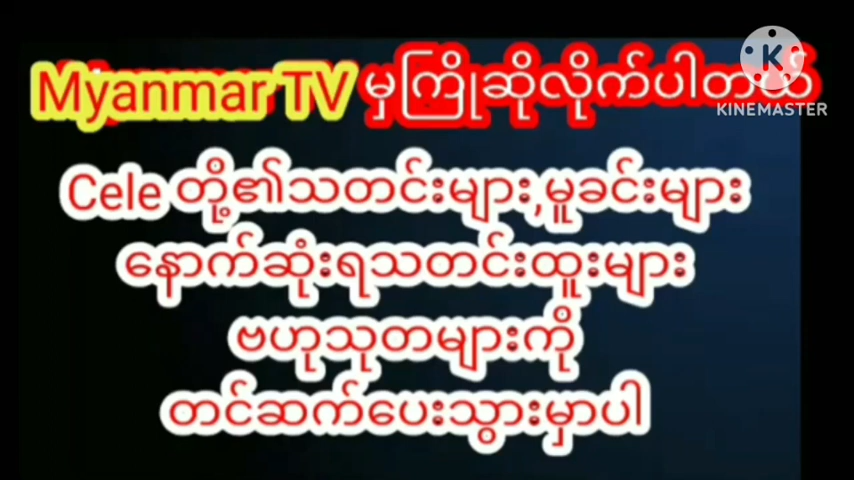 Myanmar TV မှကြိုဆိုလိုက်ပါတယ်
KINEMASTER
Cele တို့၏သတင်းများ,မူခင်းများ
နောက်ဆုံးရသတင်းထူးများ
ဗဟုသုတများကို
တင်ဆက်ပေးသွားမှာပါ